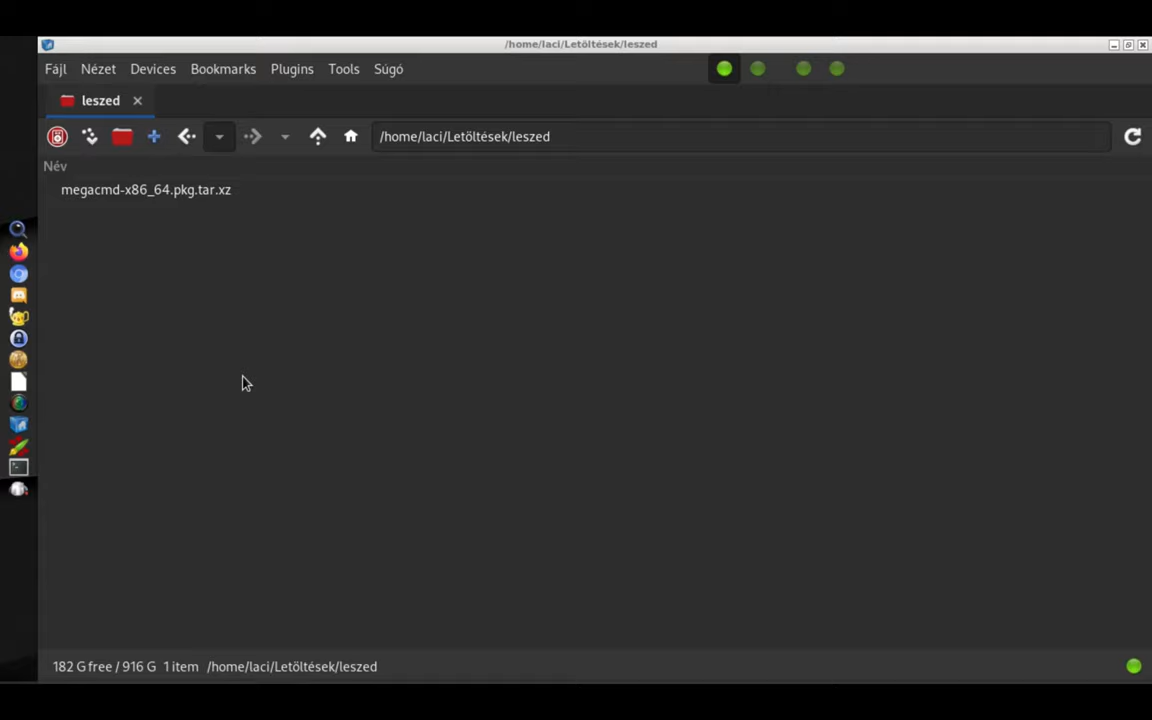 /home/laci/Letöltések/leszed
Fájl Nézet Devices Bookmarks Plugins Tools Súgó
leszed
/home/laci/Letöltések/leszed
Név
megacmd-x86_64.pkg.tar.xz
182 G free / 916 G 1 item /home/laci/Letöltések/leszed